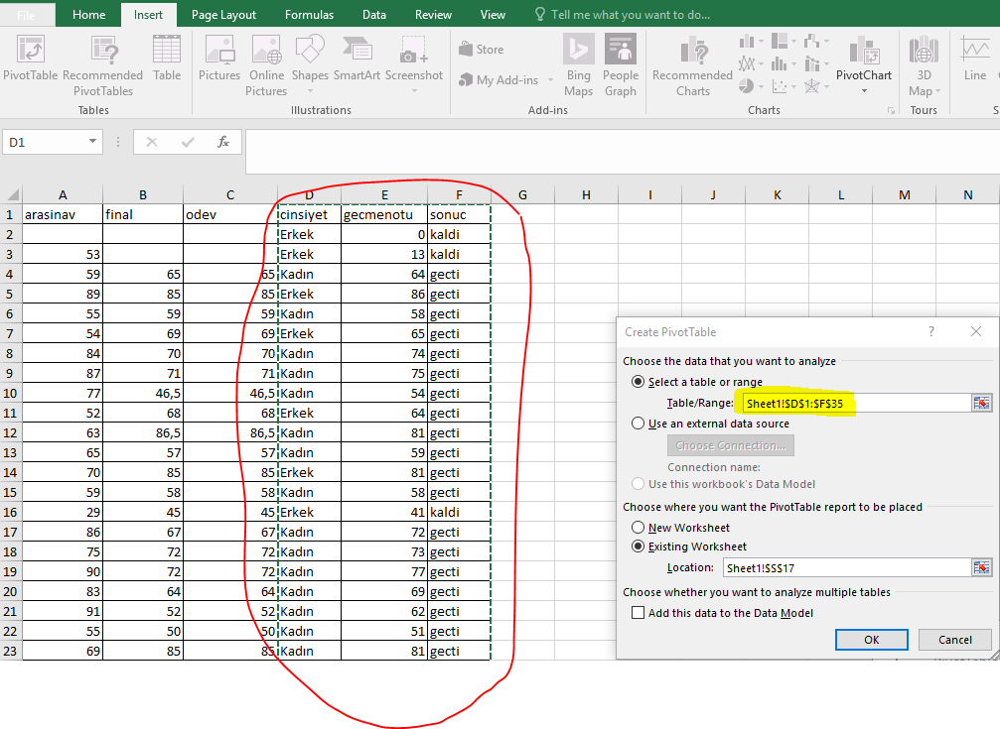 File Home Insert Page Layout Formulas Data Review View Tell me what you want to do...
PivotTable Recommended PivotTables Table
Pictures Online Pictures Shapes SmartArt Screenshot
Store
My Add-ins
Bing Maps People Graph
Recommended Charts PivotChart 3D Map Line
Tables Illustrations Add-ins Charts Tours S
D1 fx
A B C D E F G H I J K L M N
1 arasinav final odev cinsiyet gecmenotu sonuc
2 Erkek 0 kaldi
3 53 Erkek 13 kaldi
4 59 65 65 Kadın 64 gecti
5 89 85 85 Erkek 86 gecti
6 55 59 59 Kadın 58 gecti
7 54 69 69 Erkek 65 gecti
8 84 70 70 Kadın 74 gecti
9 87 71 71 Kadın 75 gecti
10 77 46,5 46,5 Kadın 54 gecti
11 52 68 68 Erkek 64 gecti
12 63 86,5 86,5 Kadın 81 gecti
13 65 57 57 Kadın 59 gecti
14 70 85 85 Erkek 81 gecti
15 59 58 58 Kadın 58 gecti
16 29 45 45 Erkek 41 kaldi
17 86 67 67 Kadın 72 gecti
18 75 72 72 Kadın 73 gecti
19 90 72 72 Kadın 77 gecti
20 83 64 64 Kadın 69 gecti
21 91 52 52 Kadın 62 gecti
22 55 50 50 Kadın 51 gecti
23 69 85 85 Kadın 81 gecti
Create PivotTable ?
Choose the data that you want to analyze
Select a table or range
Table/Range: Sheet1!$D$1:$F$35
Use an external data source
Choose Connection...
Connection name:
Use this workbook's Data Model
Choose where you want the PivotTable report to be placed
New Worksheet
Existing Worksheet
Location: Sheet1!$S$17
Choose whether you want to analyze multiple tables
Add this data to the Data Model
OK Cancel